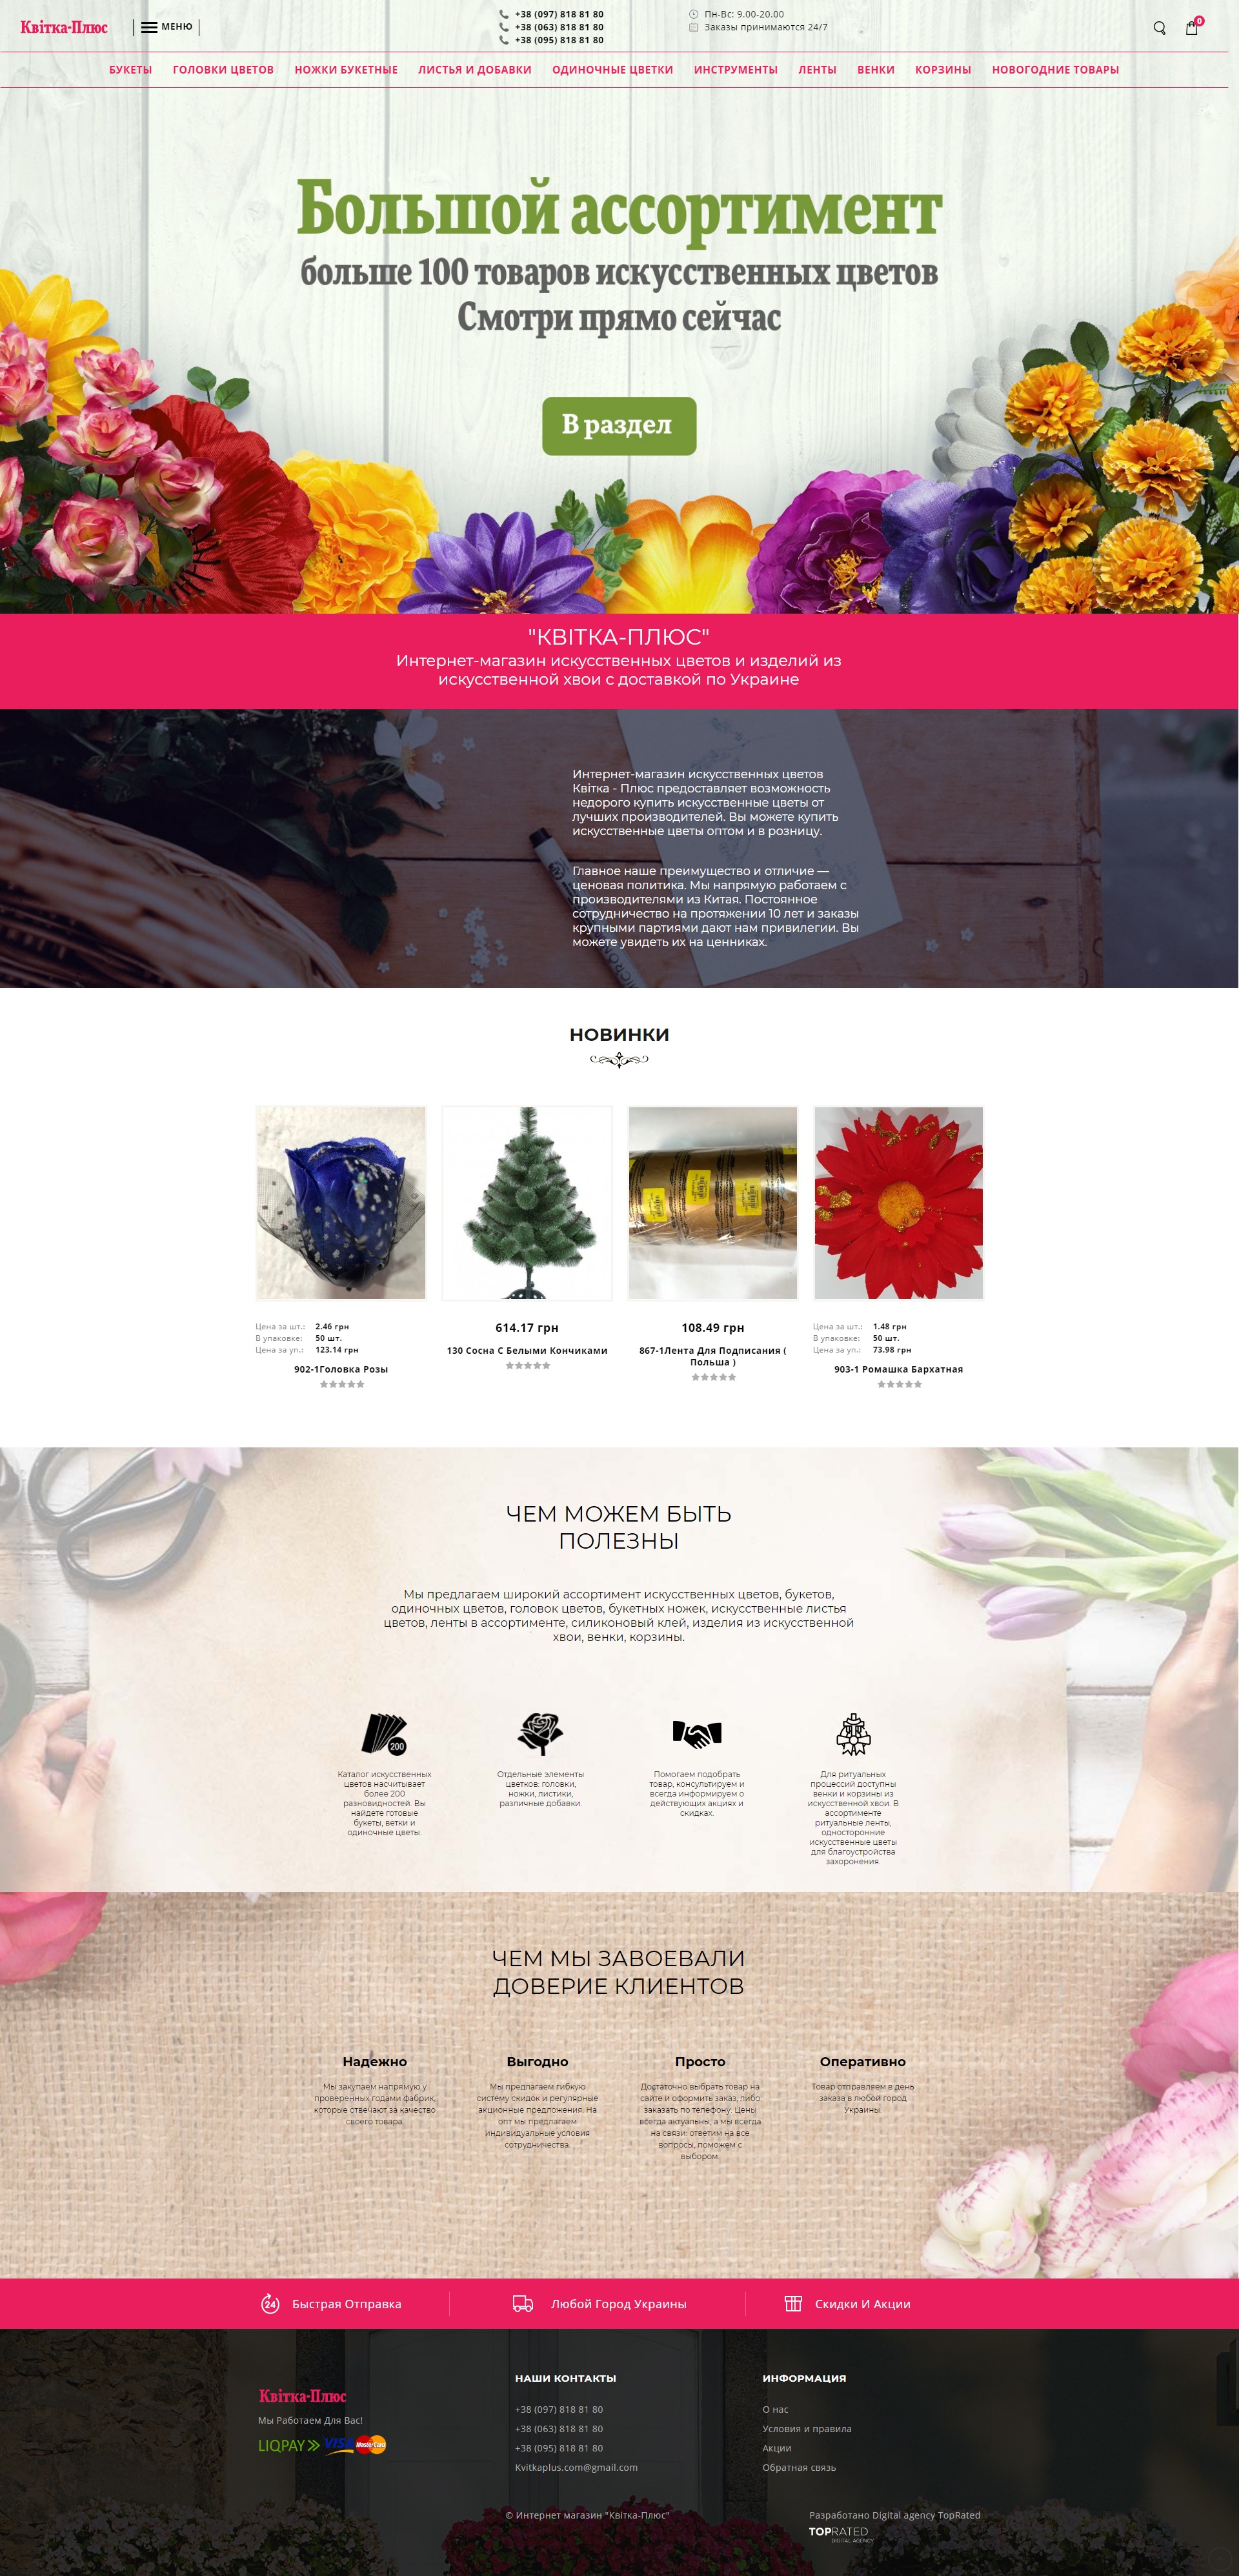 Квітка-Плюс
МЕНЮ
+38 (097) 818 81 80
+38 (063) 818 81 80
+38 (095) 818 81 80
Пн-Вс: 9.00-20.00
Заказы принимаются 24/7
0
БУКЕТЫ ГОЛОВКИ ЦВЕТОВ НОЖКИ БУКЕТНЫЕ ЛИСТЬЯ И ДОБАВКИ ОДИНОЧНЫЕ ЦВЕТКИ ИНСТРУМЕНТЫ ЛЕНТЫ ВЕНКИ КОРЗИНЫ НОВОГОДНИЕ ТОВАРЫ
Большой ассортимент
больше 100 товаров искусственных цветов
Смотри прямо сейчас
В раздел
"КВІТКА-ПЛЮС"
Интернет-магазин искусственных цветов и изделий из
искусственной хвои с доставкой по Украине
Интернет-магазин искусственных цветов
Квітка - Плюс предоставляет возможность
недорого купить искусственные цветы от
лучших производителей. Вы можете купить
искусственные цветы оптом и в розницу.
Главное наше преимущество и отличие —
ценовая политика. Мы напрямую работаем с
производителями из Китая. Постоянное
сотрудничество на протяжении 10 лет и заказы
крупными партиями дают нам привилегии. Вы
можете увидеть их на ценниках.
НОВИНКИ
Цена за шт.: 2.46 грн
В упаковке: 50 шт.
Цена за уп.: 123.14 грн
902-1Головка Розы
614.17 грн
130 Сосна С Белыми Кончиками
108.49 грн
867-1Лента Для Подписания (
Польша )
Цена за шт.: 1.48 грн
В упаковке: 50 шт.
Цена за уп.: 73.98 грн
903-1 Ромашка Бархатная
ЧЕМ МОЖЕМ БЫТЬ
ПОЛЕЗНЫ
Мы предлагаем широкий ассортимент искусственных цветов, букетов,
одиночных цветов, головок цветов, букетных ножек, искусственные листья
цветов, ленты в ассортименте, силиконовый клей, изделия из искусственной
хвои, венки, корзины.
200
Каталог искусственных
цветов насчитывает
более 200
разновидностей. Вы
найдете готовые
букеты, ветки и
одиночные цветы.
Отдельные элементы
цветков: головки,
ножки, листики,
различные добавки.
Помогаем подобрать
товар, консультируем и
всегда информируем о
действующих акциях и
скидках.
Для ритуальных
процессий доступны
венки и корзины из
искусственной хвои. В
ассортименте
ритуальные ленты,
односторонние
искусственные цветы
для благоустройства
захоронения.
ЧЕМ МЫ ЗАВОЕВАЛИ
ДОВЕРИЕ КЛИЕНТОВ
Надежно
Мы закупаем напрямую у
проверенных годами фабрик,
которые отвечают за качество
своего товара.
Выгодно
Мы предлагаем гибкую
систему скидок и регулярные
акционные предложения. На
опт мы предлагаем
индивидуальные условия
сотрудничества.
Просто
Достаточно выбрать товар на
сайте и оформить заказ, либо
заказать по телефону. Цены
всегда актуальны, а мы всегда
на связи: ответим на все
вопросы, поможем с
выбором.
Оперативно
Товар отправляем в день
заказа в любой город
Украины.
24
Быстрая Отправка
Любой Город Украины
Скидки И Акции
Квітка-Плюс
Мы Работаем Для Вас!
LIQPAY VISA MasterCard
НАШИ КОНТАКТЫ
+38 (097) 818 81 80
+38 (063) 818 81 80
+38 (095) 818 81 80
Kvitkaplus.com@gmail.com
ИНФОРМАЦИЯ
О нас
Условия и правила
Акции
Обратная связь
© Интернет магазин "Квітка-Плюс"
Разработано Digital agency TopRated
TOPRATED
DIGITAL AGENCY